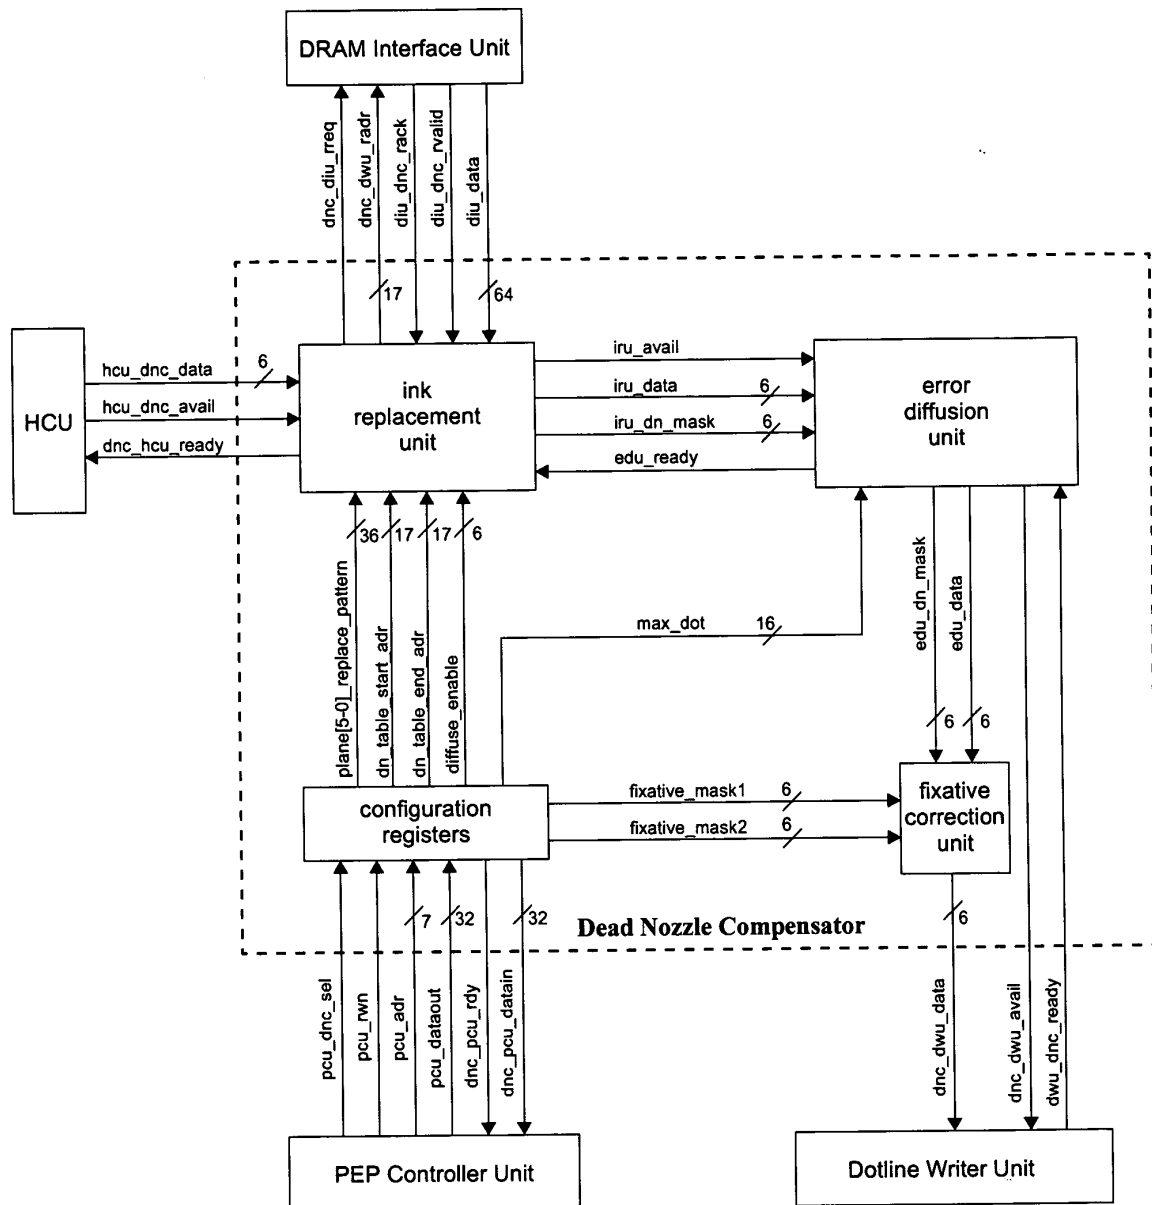 DRAM Interface Unit
dnc_diu_rreq
dnc_dwu_radr
diu_dnc_rack
diu_dnc_rvalid
diu_data
17
64
HCU
hcu_dnc_data
6
hcu_dnc_avail
dnc_hcu_ready
ink
replacement
unit
iru_avail
iru_data
6
iru_dn_mask
6
edu_ready
error
diffusion
unit
36
17
17
6
plane[5-0]_replace_pattern
dn_table_start_adr
dn_table_end_adr
diffuse_enable
max_dot
16
edu_dn_mask
edu_data
6
6
configuration
registers
fixative_mask1
6
fixative_mask2
6
fixative
correction
unit
7
32
32
6
Dead Nozzle Compensator
pcu_dnc_sel
pcu_rwn
pcu_adr
pcu_dataout
dnc_pcu_rdy
dnc_pcu_datain
dnc_dwu_data
dnc_dwu_avail
dwu_dnc_ready
PEP Controller Unit
Dotline Writer Unit